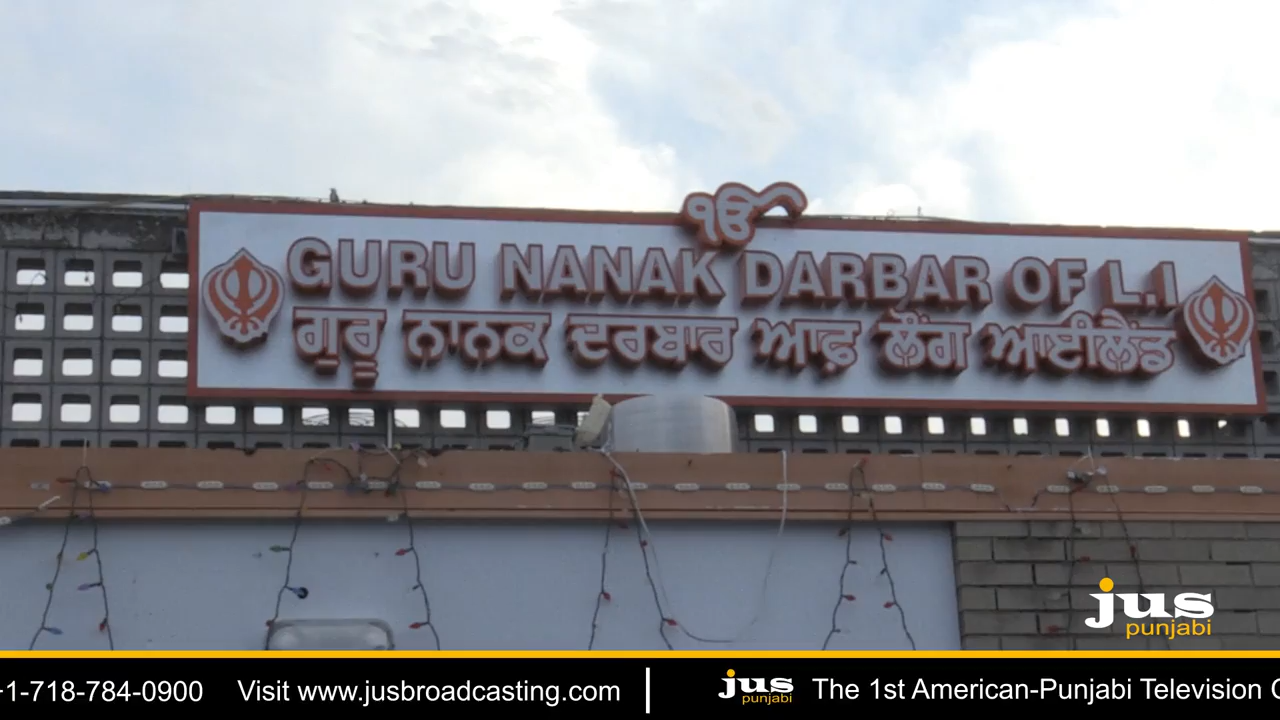 ੴ
GURU NANAK DARBAR OF L.I
ਗੁਰੂ ਨਾਨਕ ਦਰਬਾਰ ਆਫ਼ ਲੌਂਗ ਆਈਲੈਂਡ
jus
punjabi
+1-718-784-0900 Visit www.jusbroadcasting.com | jus punjabi The 1st American-Punjabi Television